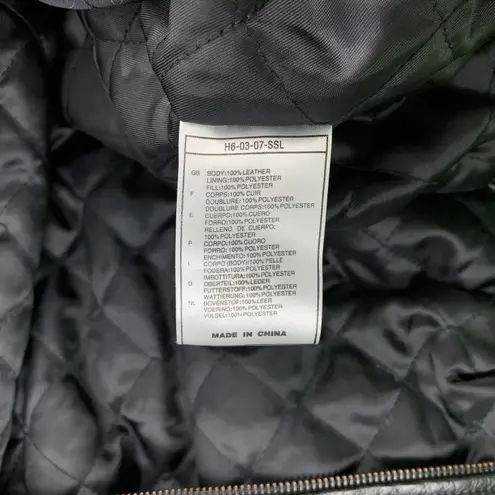 H6-03-07-SSL
GB BODY:100%LEATHER
LINING:100%POLYESTER
FILL:100%POLYESTER
F CORPS:100%CUIR
DOUBLURE:100%POLYESTER
DOUBLURE CORPS:100%POLYESTER
E CUERPO:100%CUERO
FORRO:100%POLYESTER
RELLENO DE CUERPO:
100%POLYESTER
P CORPO:100%CUORO
FORRO:100%POLYESTER
ENCHIMENTO:100%POLYESTER
I CORPO (BODY):100%PELLE
FODERA:100%POLYESTER
IMBOTTITURA:100%POLYESTER
D OBERTEIL:100%LEDER
FUTTERSTOFF:100%POLYESTER
WATTIERUNG:100%POLYESTER
NL BOVENSTOF:100%LEER
VOERING:100%POLYESTER
VULSEL:100%POLYESTER
MADE IN CHINA